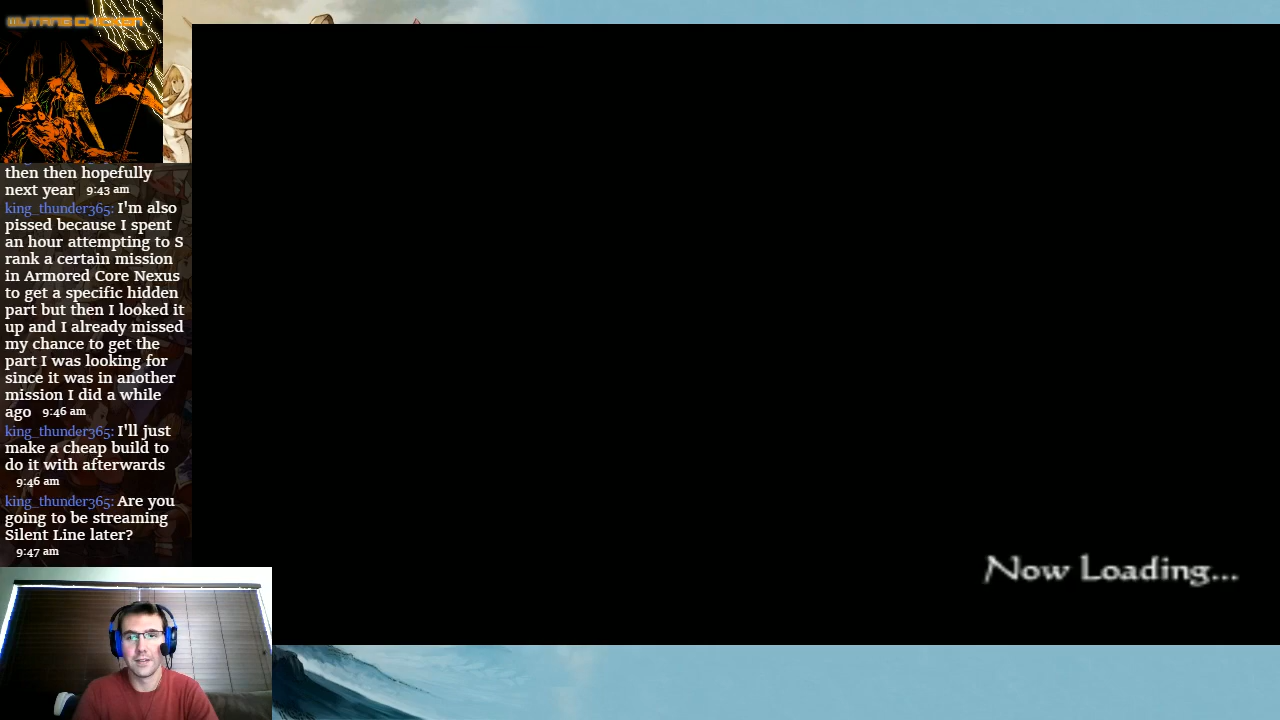 WUTANG CHICKEN
then then hopefully
next year 9:43 am
king_thunder365: I'm also
pissed because I spent
an hour attempting to S
rank a certain mission
in Armored Core Nexus
to get a specific hidden
part but then I looked it
up and I already missed
my chance to get the
part I was looking for
since it was in another
mission I did a while
ago 9:46 am
king_thunder365: I'll just
make a cheap build to
do it with afterwards
9:46 am
king_thunder365: Are you
going to be streaming
Silent Line later?
9:47 am
Now Loading...